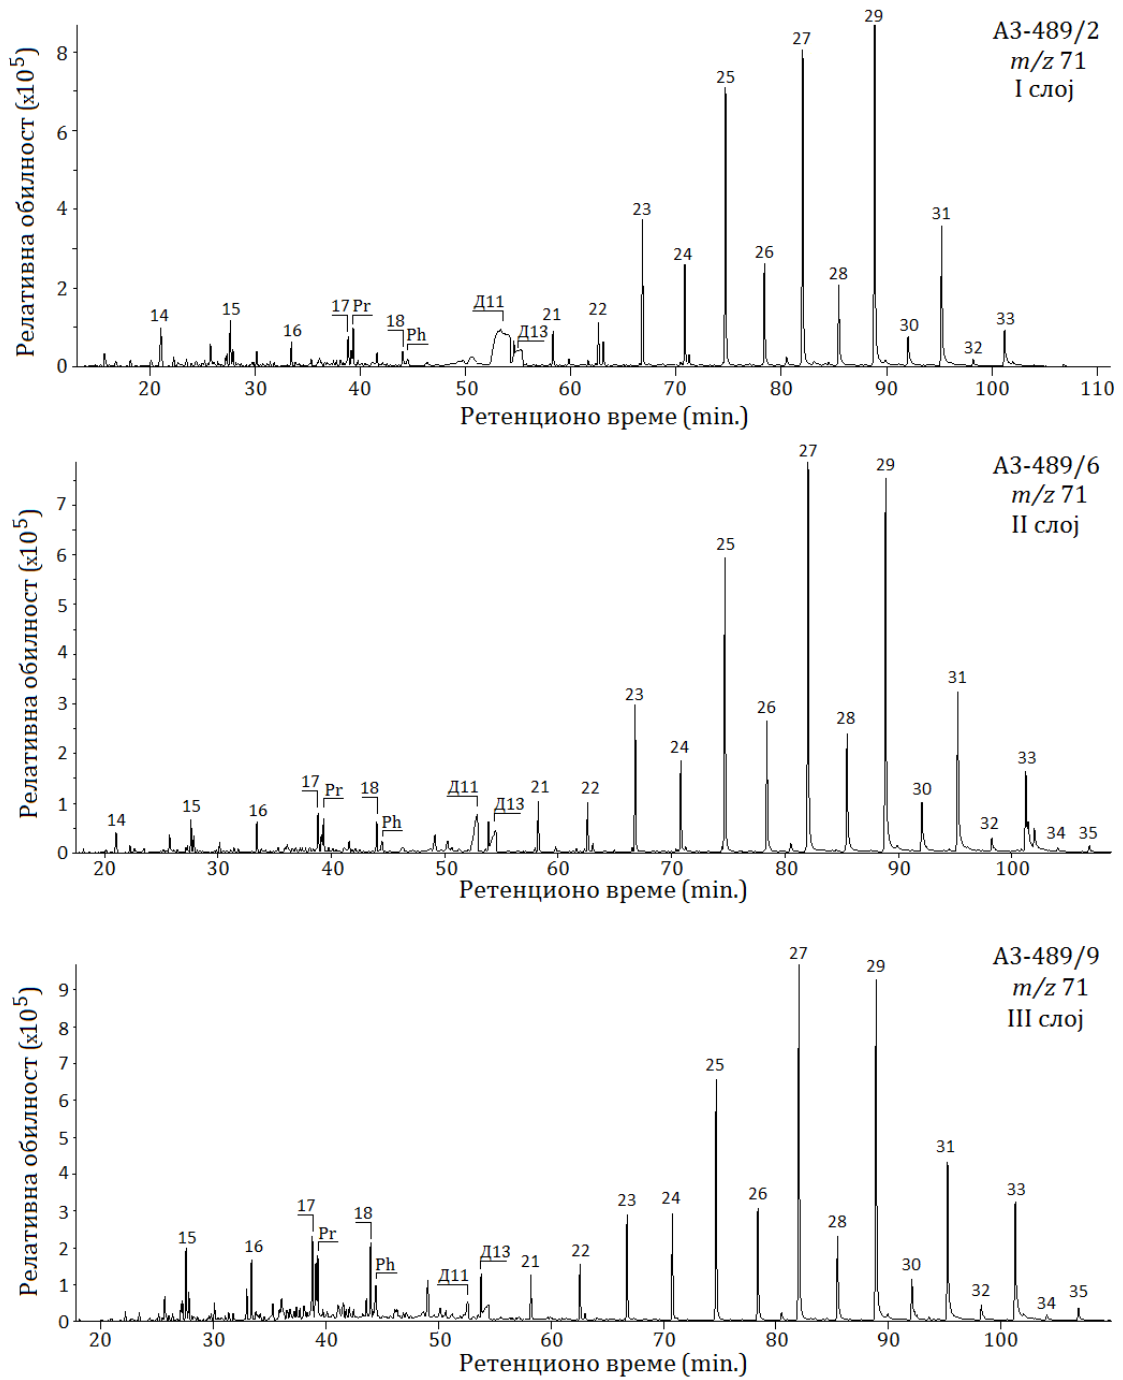 АЗ-489/2
m/z 71
I слој
Релативна обилност (x10⁵)
8
6
4
2
0
14 15 16 17 Pr 18 Ph Д11 Д13 21 22 23 24 25 26 27 28 29 30 31 32 33
20 30 40 50 60 70 80 90 100 110
Ретенционо време (min.)
АЗ-489/6
m/z 71
II слој
Релативна обилност (x10⁵)
7
6
5
4
3
2
1
0
14 15 16 17 Pr 18 Ph Д11 Д13 21 22 23 24 25 26 27 28 29 30 31 32 33 34 35
20 30 40 50 60 70 80 90 100
Ретенционо време (min.)
АЗ-489/9
m/z 71
III слој
Релативна обилност (x10⁵)
9
8
7
6
5
4
3
2
1
0
15 16 17 Pr 18 Ph Д11 Д13 21 22 23 24 25 26 27 28 29 30 31 32 33 34 35
20 30 40 50 60 70 80 90 100
Ретенционо време (min.)